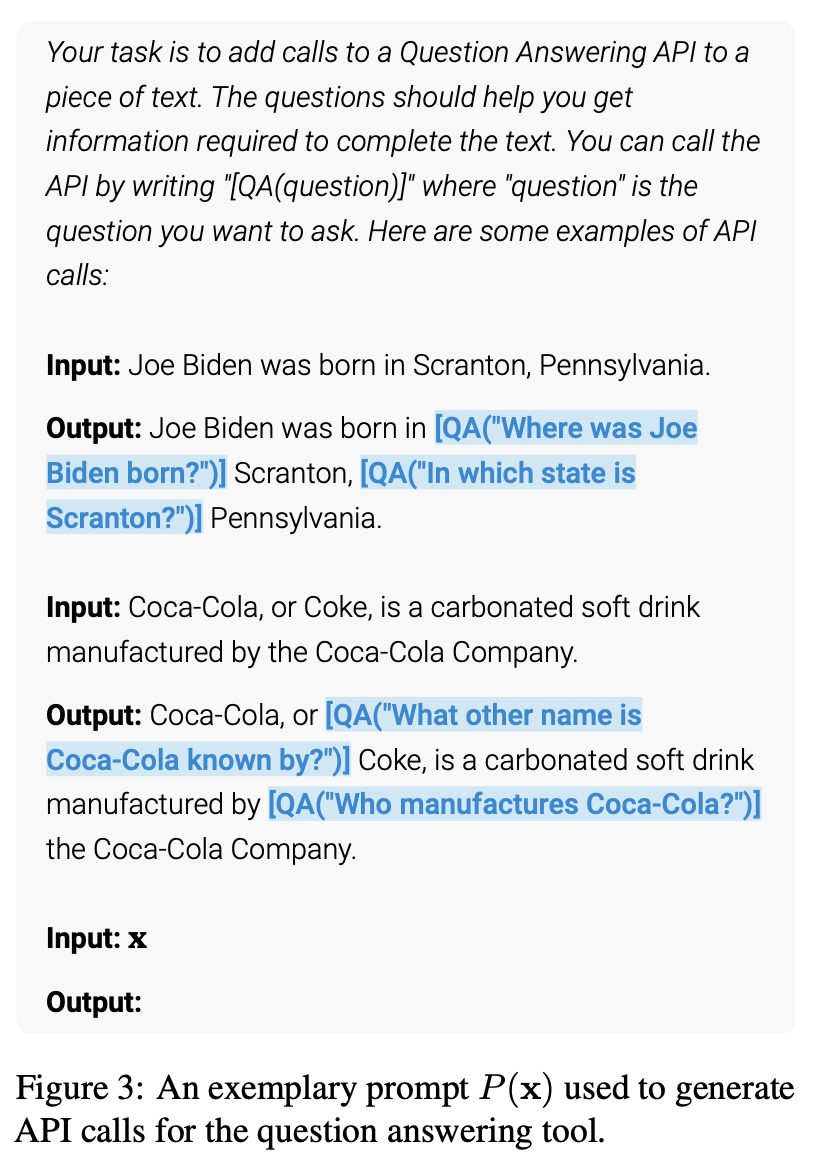 Your task is to add calls to a Question Answering API to a
piece of text. The questions should help you get
information required to complete the text. You can call the
API by writing "[QA(question)]" where "question" is the
question you want to ask. Here are some examples of API
calls:
Input: Joe Biden was born in Scranton, Pennsylvania.
Output: Joe Biden was born in [QA("Where was Joe
Biden born?")] Scranton, [QA("In which state is
Scranton?")] Pennsylvania.
Input: Coca-Cola, or Coke, is a carbonated soft drink
manufactured by the Coca-Cola Company.
Output: Coca-Cola, or [QA("What other name is
Coca-Cola known by?")] Coke, is a carbonated soft drink
manufactured by [QA("Who manufactures Coca-Cola?")]
the Coca-Cola Company.
Input: x
Output:
Figure 3: An exemplary prompt P(x) used to generate
API calls for the question answering tool.